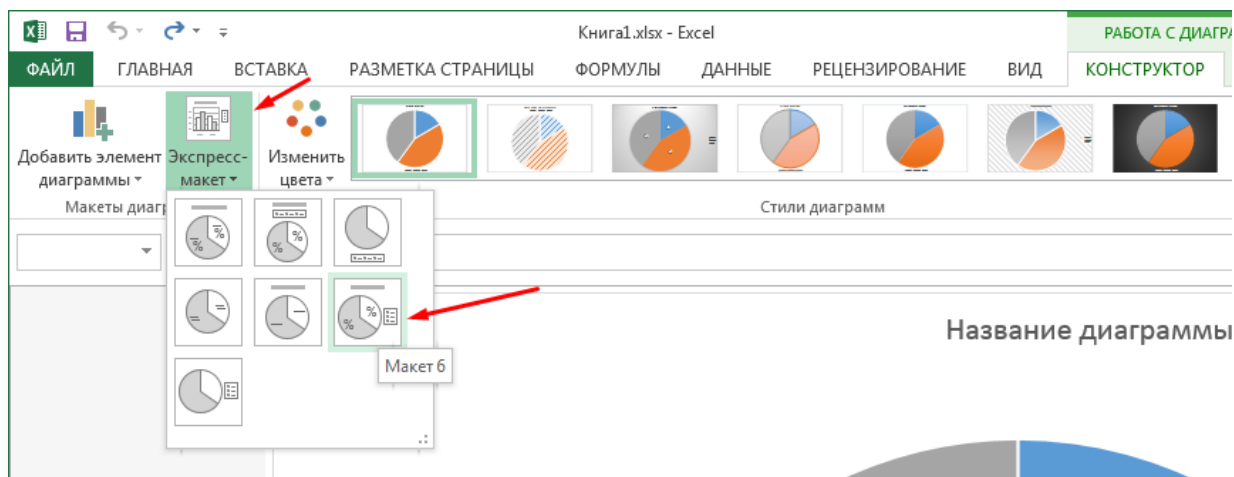 Книга1.xlsx - Excel
РАБОТА С ДИАГРА
ФАЙЛ ГЛАВНАЯ ВСТАВКА РАЗМЕТКА СТРАНИЦЫ ФОРМУЛЫ ДАННЫЕ РЕЦЕНЗИРОВАНИЕ ВИД КОНСТРУКТОР
Добавить элемент
диаграммы
Экспресс-
макет
Изменить
цвета
Макеты диагр
Стили диаграмм
Макет 6
Название диаграммы